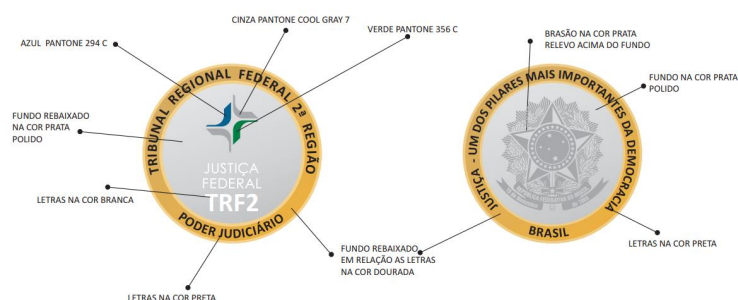 CINZA PANTONE COOL GRAY 7
VERDE PANTONE 356 C
AZUL PANTONE 294 C
BRASÃO NA COR PRATA
RELEVO ACIMA DO FUNDO
FUNDO NA COR PRATA
POLIDO
FUNDO REBAIXADO
NA COR PRATA
POLIDO
TRIBUNAL REGIONAL FEDERAL 2ª REGIÃO
JUSTIÇA
FEDERAL
TRF2
PODER JUDICIÁRIO
LETRAS NA COR BRANCA
JUSTIÇA - UM DOS PILARES MAIS IMPORTANTES DA DEMOCRACIA
BRASIL
FUNDO REBAIXADO
EM RELAÇÃO AS LETRAS
NA COR DOURADA
LETRAS NA COR PRETA
LETRAS NA COR PRETA